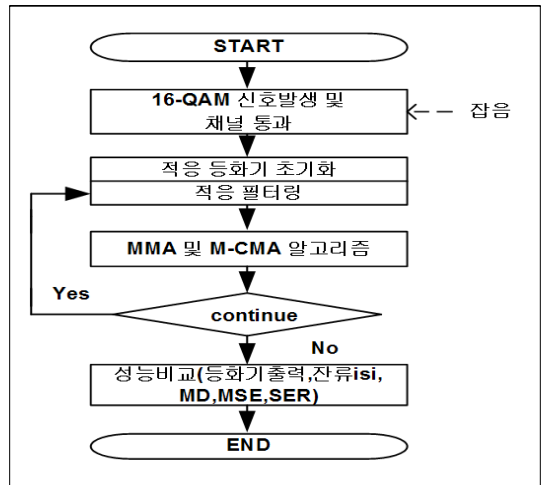 START
16-QAM 신호발생 및
채널 통과
잡음
적응 등화기 초기화
적응 필터링
MMA 및 M-CMA 알고리즘
Yes
continue
No
성능비교(등화기출력,잔류isi,
MD,MSE,SER)
END